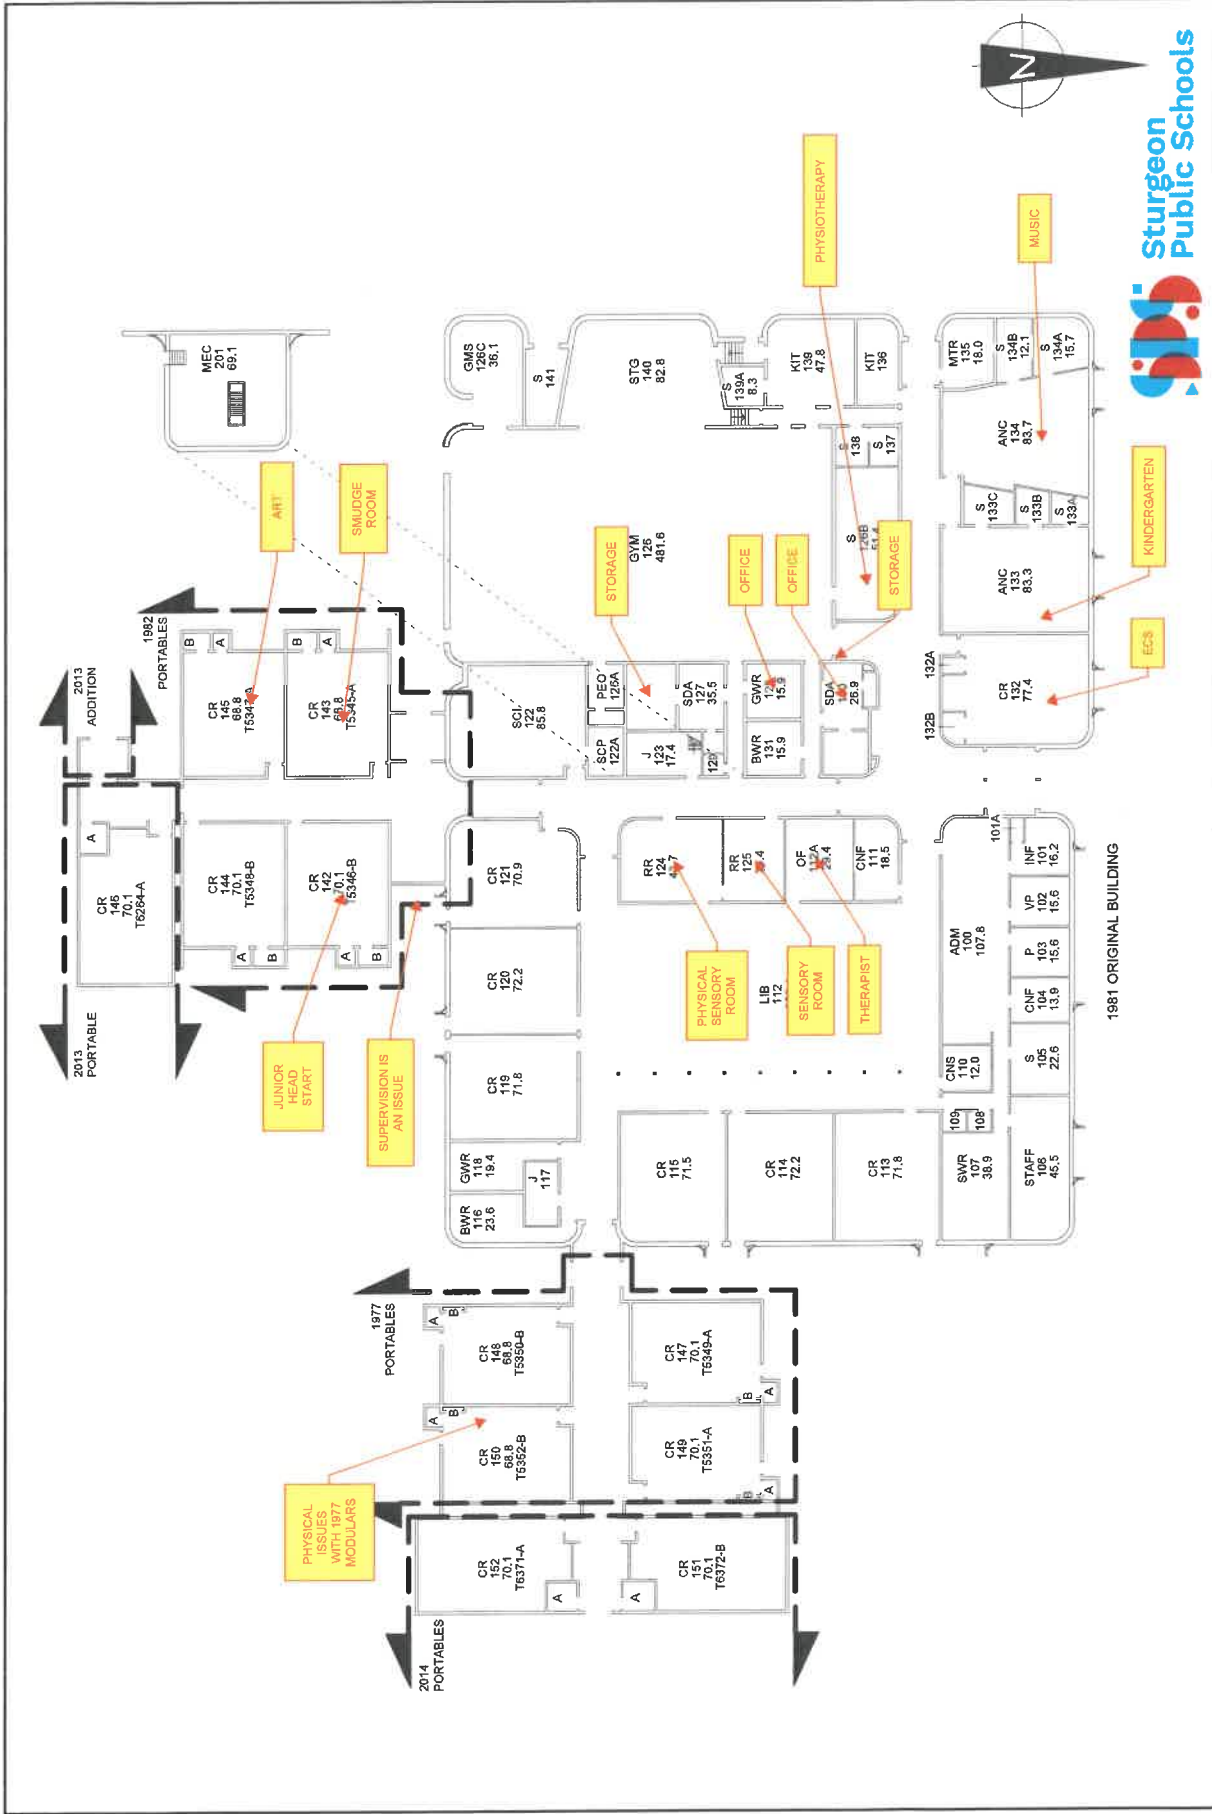 2013
PORTABLE
2013
ADDITION
1982
PORTABLES
CR
146
70.1
T6264-A
A
CR
145
68.8
B
A
CR
143
68.8
T5345-A
B
A
CR
144
70.1
T5348-B
A
B
CR
142
70.1
T5346-B
A
B
MEC
201
69.1
ART
SMUDGE
ROOM
JUNIOR
HEAD
START
SUPERVISION IS
AN ISSUE
1977
PORTABLES
2014
PORTABLES
PHYSICAL
ISSUES
WITH 1977
MODULARS
CR
152
70.1
T6371-A
A
CR
151
70.1
T6372-B
A
CR
150
68.8
T5352-B
A
B
CR
148
68.8
T5350-B
A
B
CR
149
70.1
T5351-A
B
A
CR
147
70.1
T5349-A
B
A
BWR
116
23.6
GWR
118
19.4
J
117
CR
119
71.8
CR
120
72.2
CR
121
70.9
SCI
122
85.8
SCP
122A
PEO
126A
J
123
17.4
SDA
127
35.5
129
STORAGE
GYM
126
481.6
GMS
126C
36.1
S
141
STG
140
82.8
S
139A
8.3
KIT
139
47.8
KIT
136
S
138
S
137
S
126B
PHYSIOTHERAPY
OFFICE
OFFICE
STORAGE
BWR
131
15.9
GWR
15.9
SDA
26.9
CR
115
71.5
CR
114
72.2
CR
113
71.8
LIB
112
RR
124
RR
125
OF
112A
CNF
111
18.5
PHYSICAL
SENSORY
ROOM
SENSORY
ROOM
THERAPIST
SWR
107
38.9
109
108
STAFF
106
45.5
CNS
110
12.0
S
105
22.6
CNF
104
13.9
P
103
15.6
VP
102
15.6
INF
101
16.2
101A
ADM
100
107.8
132B
132A
CR
132
77.4
ANC
133
83.3
S
133C
S
133B
S
133A
ANC
134
83.7
MTR
135
18.0
S
134B
12.1
S
134A
15.7
ECS
KINDERGARTEN
MUSIC
1981 ORIGINAL BUILDING
N
sps
Sturgeon
Public Schools